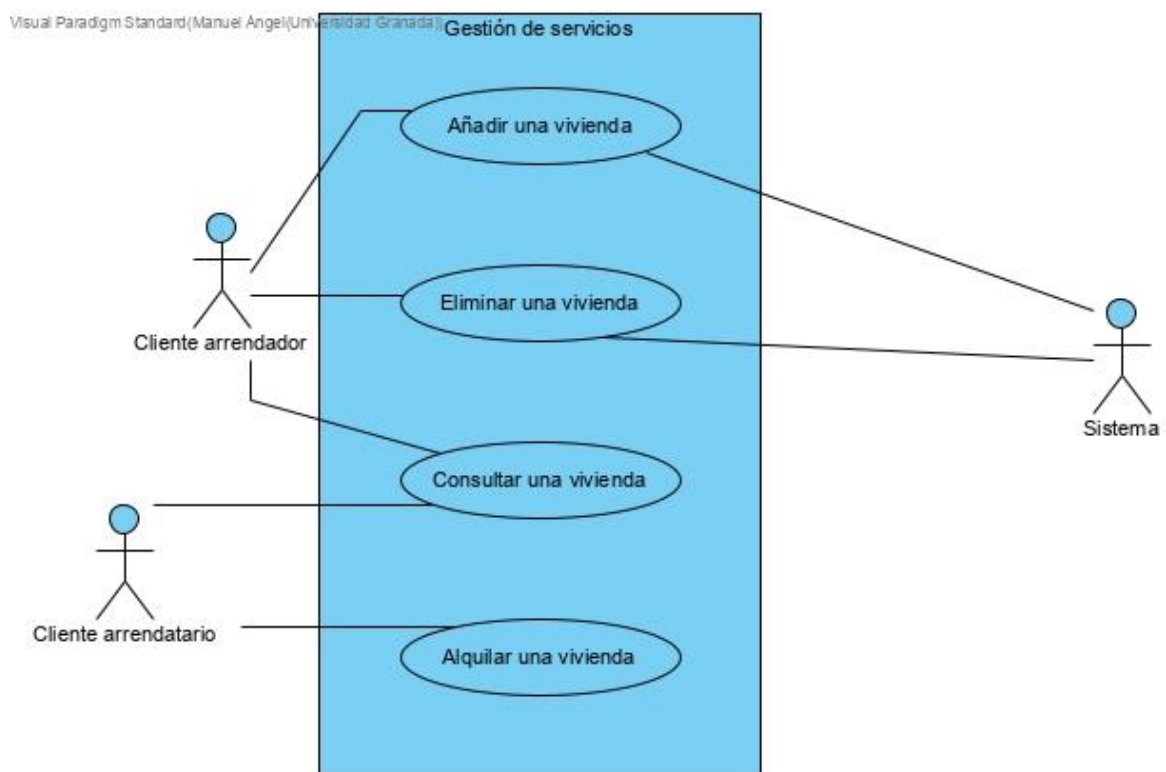 Visual Paradigm Standard(Manuel Ángel(Universidad Granada))
Gestión de servicios
Añadir una vivienda
Eliminar una vivienda
Cliente arrendador
Sistema
Consultar una vivienda
Cliente arrendatario
Alquilar una vivienda